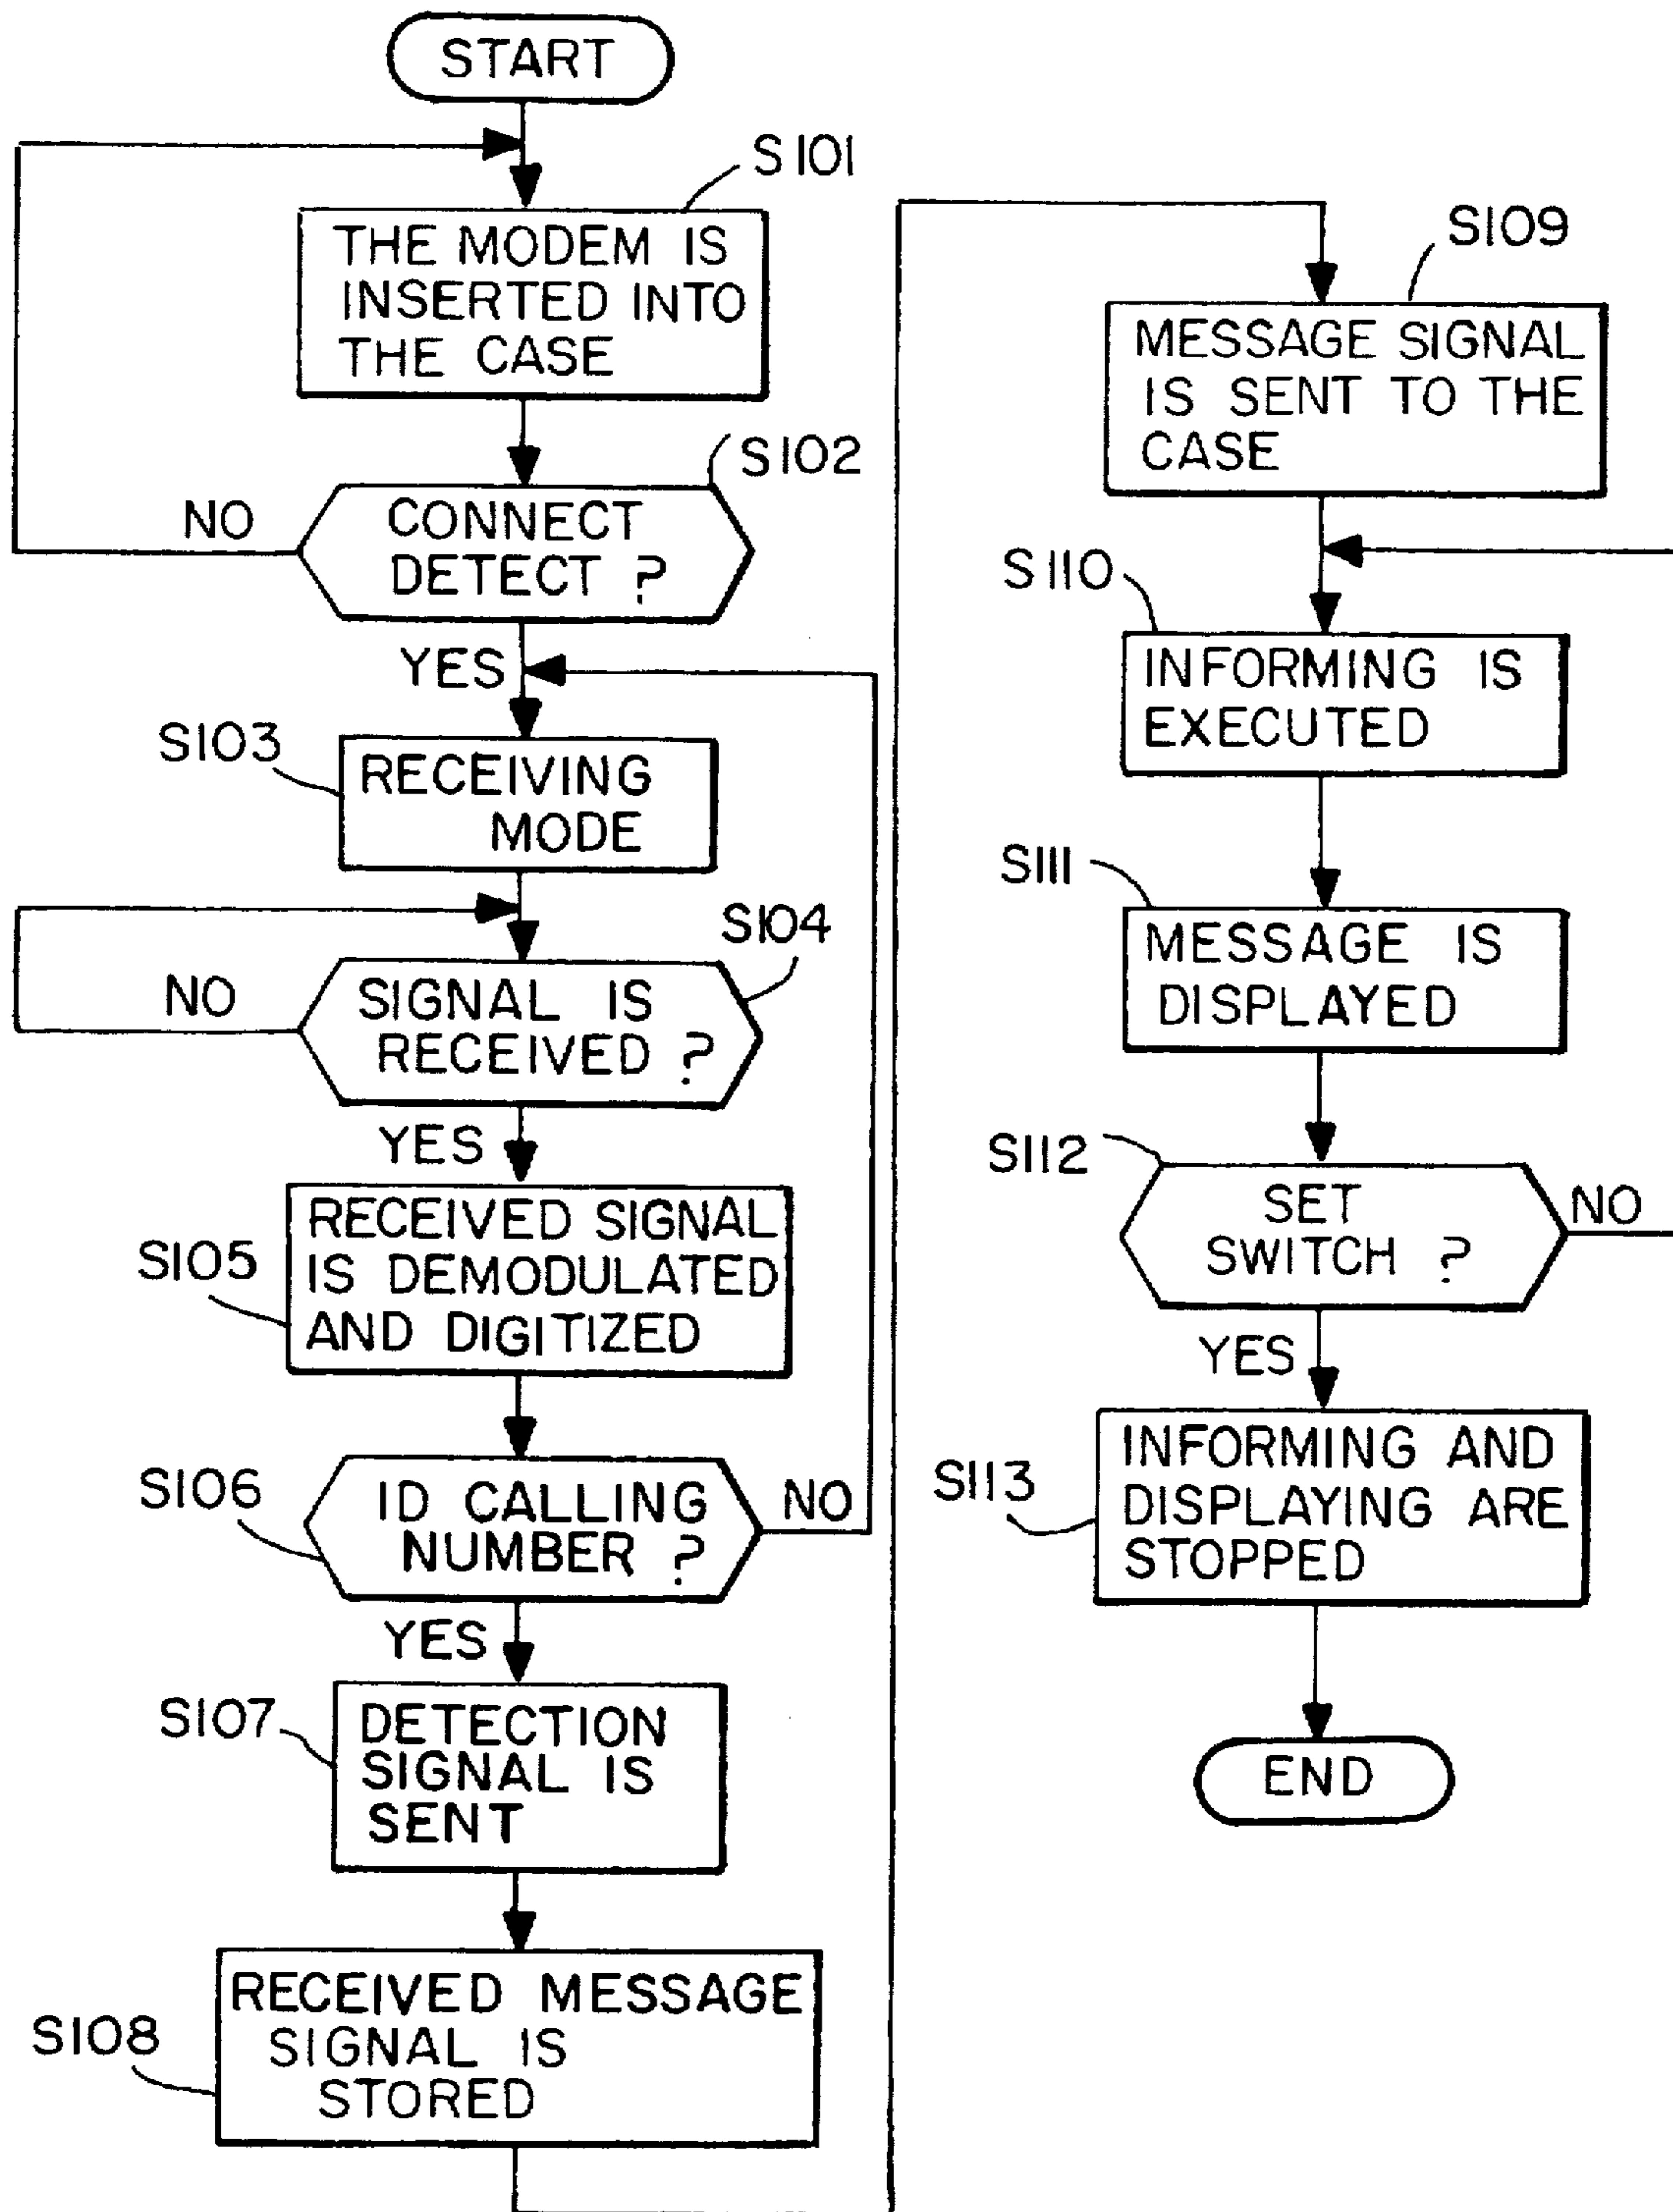 START
S101
THE MODEM IS
INSERTED INTO
THE CASE
S102
CONNECT
DETECT ?
NO
YES
S103
RECEIVING
MODE
S104
SIGNAL IS
RECEIVED ?
NO
YES
S105
RECEIVED SIGNAL
IS DEMODULATED
AND DIGITIZED
S106
ID CALLING
NUMBER ?
NO
YES
S107
DETECTION
SIGNAL IS
SENT
S108
RECEIVED MESSAGE
SIGNAL IS
STORED
S109
MESSAGE SIGNAL
IS SENT TO THE
CASE
S110
INFORMING IS
EXECUTED
S111
MESSAGE IS
DISPLAYED
S112
SET
SWITCH ?
NO
YES
S113
INFORMING AND
DISPLAYING ARE
STOPPED
END